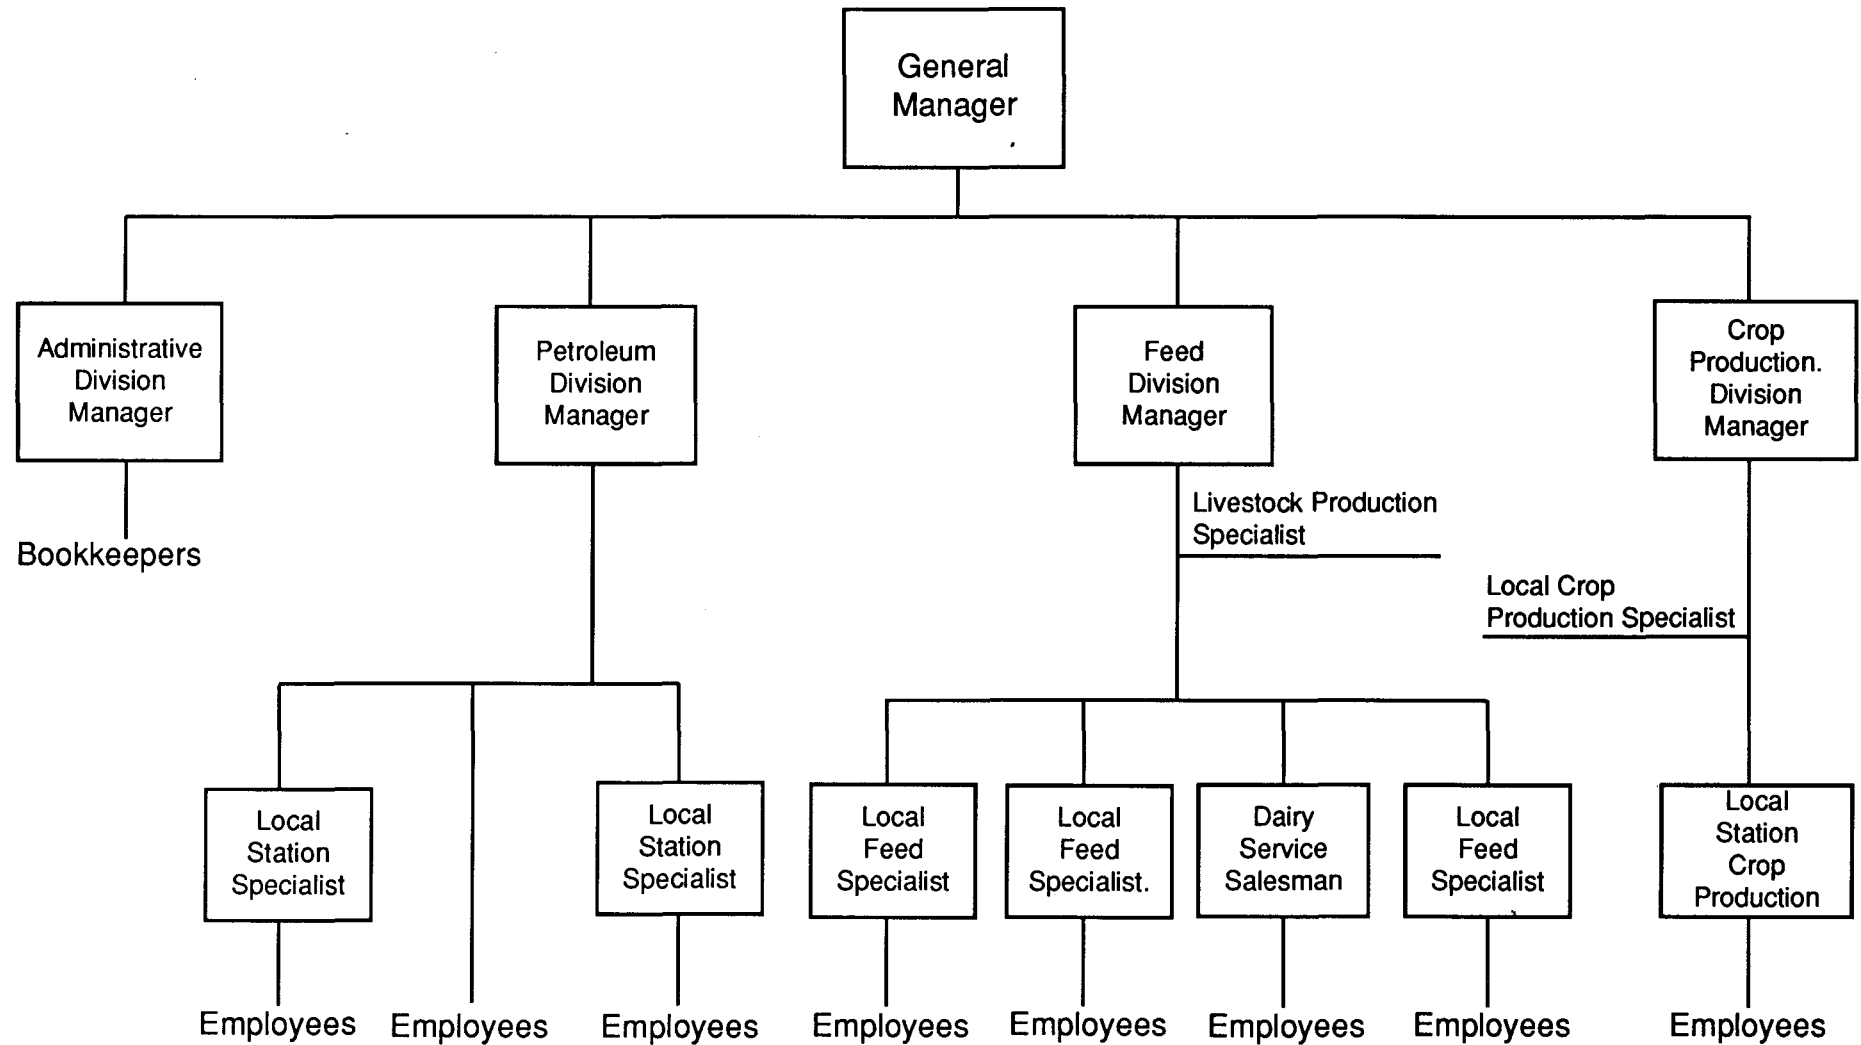 General
Manager
Administrative
Division
Manager
Petroleum
Division
Manager
Feed
Division
Manager
Crop
Production.
Division
Manager
Bookkeepers
Livestock Production
Specialist
Local Crop
Production Specialist
Local
Station
Specialist
Local
Station
Specialist
Local
Feed
Specialist
Local
Feed
Specialist.
Dairy
Service
Salesman
Local
Feed
Specialist
Local
Station
Crop
Production
Employees
Employees
Employees
Employees
Employees
Employees
Employees
Employees